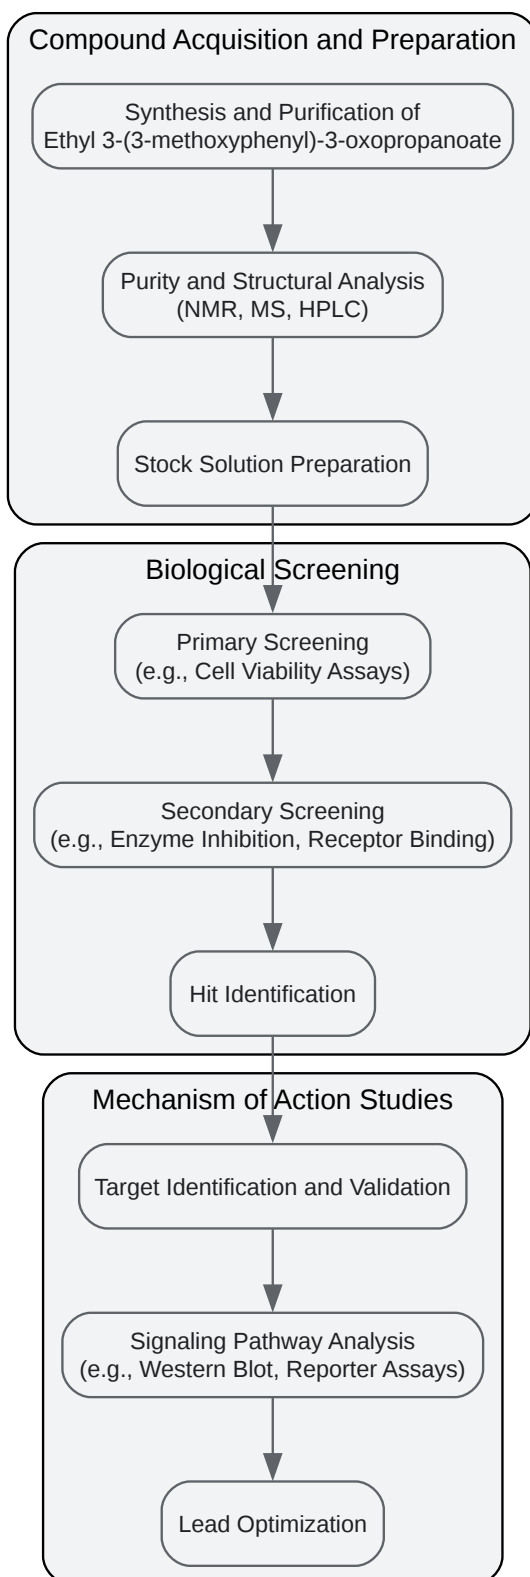 Compound Acquisition and Preparation
Synthesis and Purification of
Ethyl 3-(3-methoxyphenyl)-3-oxopropanoate
Purity and Structural Analysis
(NMR, MS, HPLC)
Stock Solution Preparation
Biological Screening
Primary Screening
(e.g., Cell Viability Assays)
Secondary Screening
(e.g., Enzyme Inhibition, Receptor Binding)
Hit Identification
Mechanism of Action Studies
Target Identification and Validation
Signaling Pathway Analysis
(e.g., Western Blot, Reporter Assays)
Lead Optimization